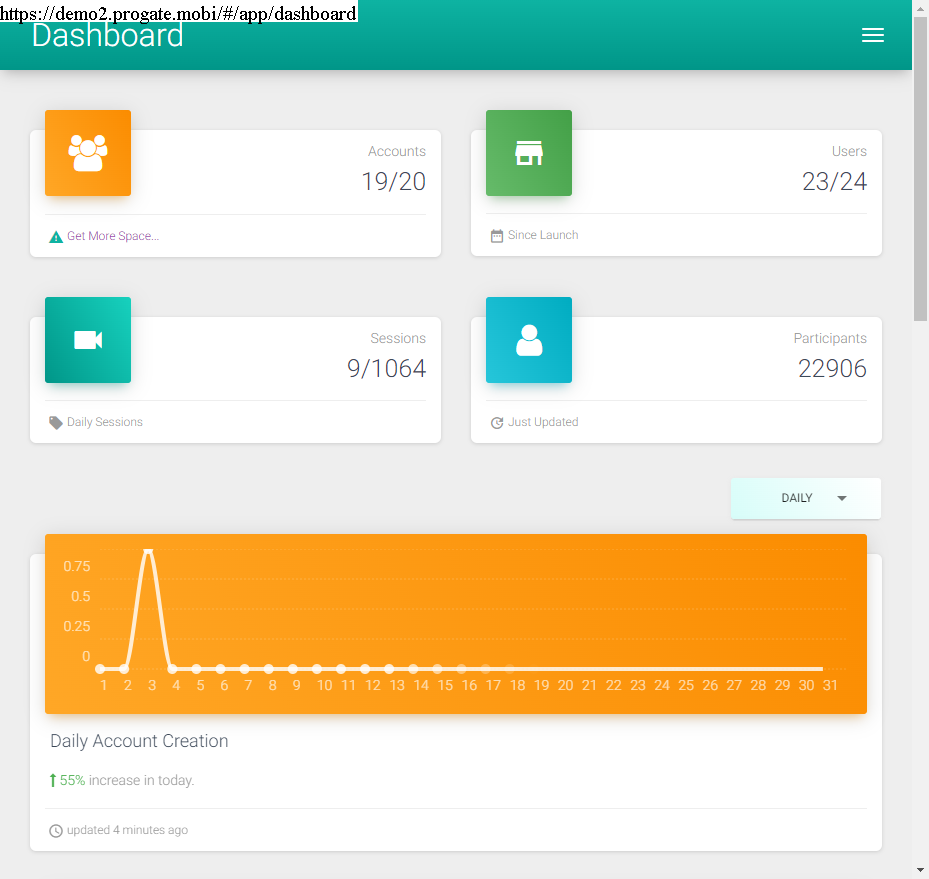 https://demo2.progate.mobi/#/app/dashboard
Dashboard
Accounts
19/20
Get More Space...
Users
23/24
Since Launch
Sessions
9/1064
Daily Sessions
Participants
22906
Just Updated
DAILY
0.75
0.5
0.25
0
1 2 3 4 5 6 7 8 9 10 11 12 13 14 15 16 17 18 19 20 21 22 23 24 25 26 27 28 29 30 31
Daily Account Creation
55% increase in today.
updated 4 minutes ago